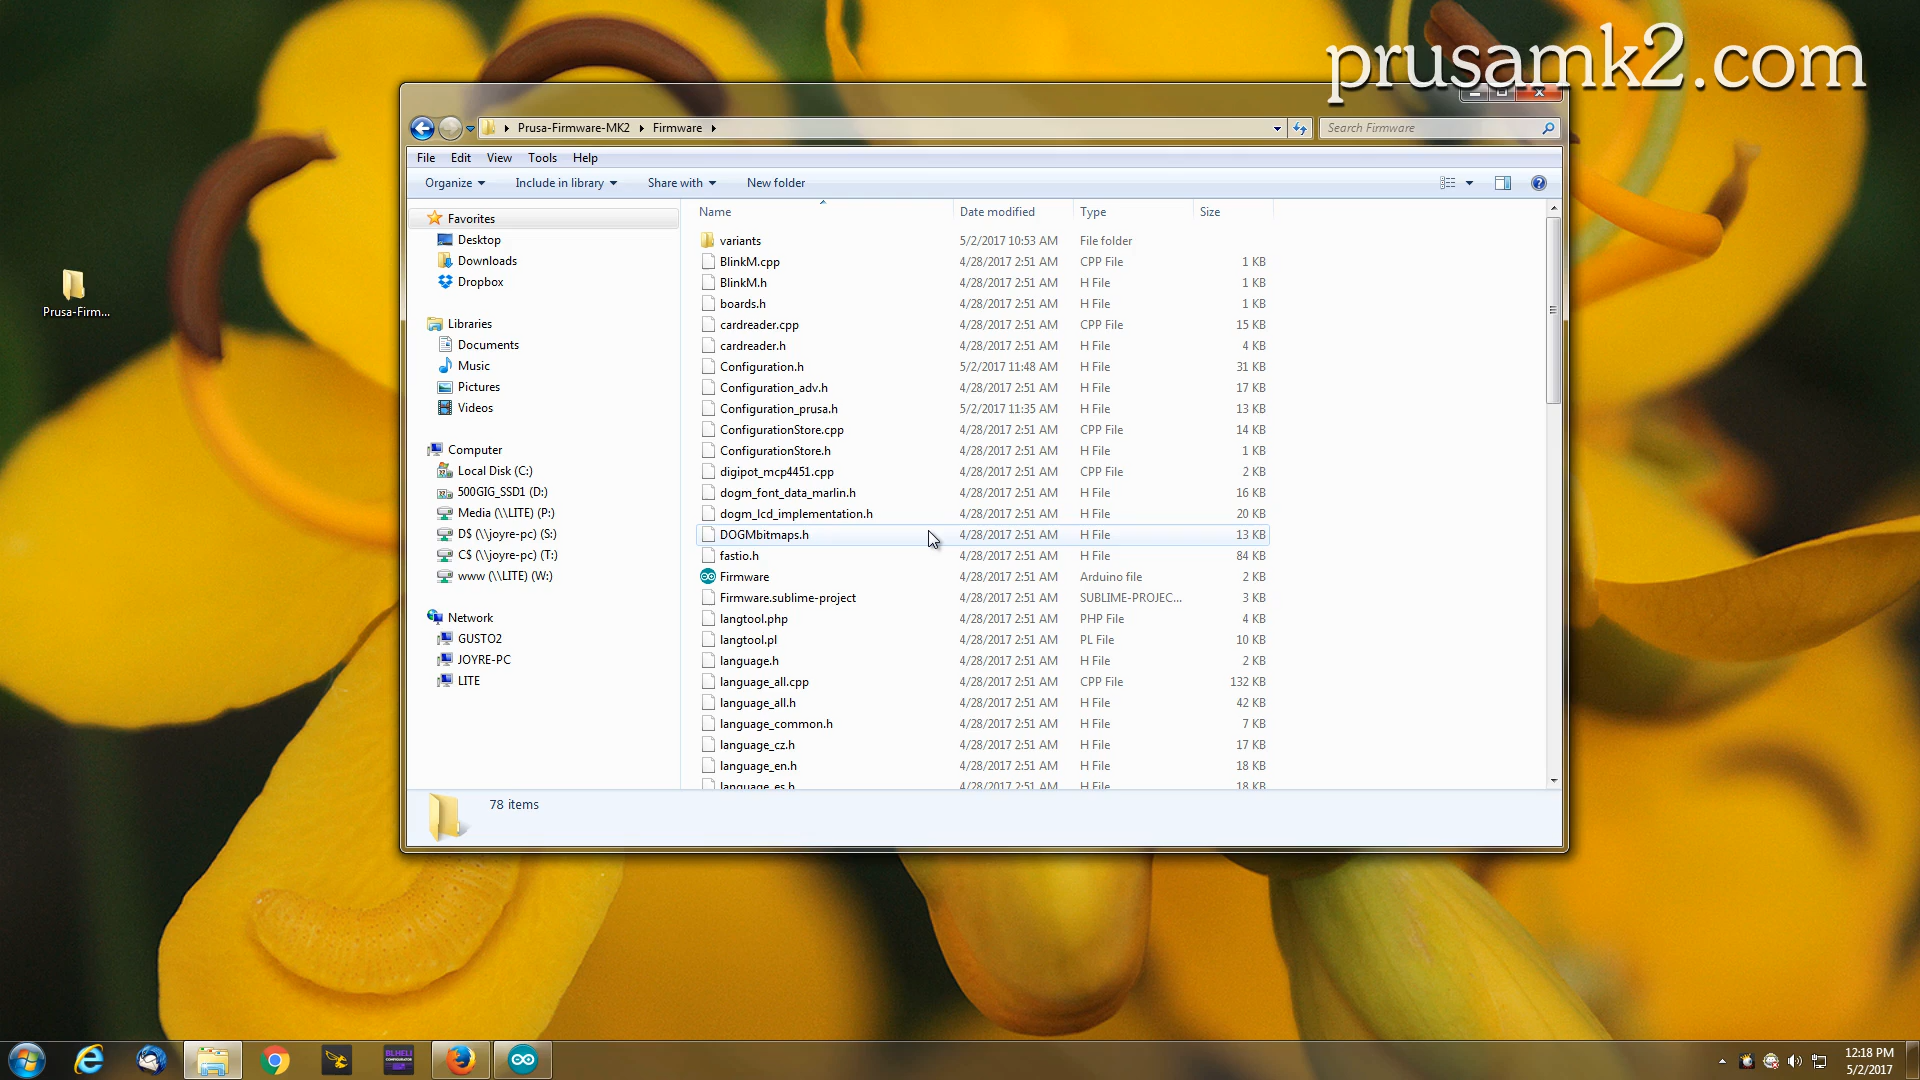 prusamk2.com
Prusa-Firmware-MK2 Firmware
Search Firmware
File Edit View Tools Help
Organize Include in library Share with New folder
Name Date modified Type Size
Favorites
Desktop
Downloads
Dropbox
Libraries
Documents
Music
Pictures
Videos
Computer
Local Disk (C:)
500GIG_SSD1 (D:)
Media (\\LITE) (P:)
D$ (\\joyre-pc) (S:)
C$ (\\joyre-pc) (T:)
www (\\LITE) (W:)
Network
GUSTO2
JOYRE-PC
LITE
variants 5/2/2017 10:53 AM File folder
BlinkM.cpp 4/28/2017 2:51 AM CPP File 1 KB
BlinkM.h 4/28/2017 2:51 AM H File 1 KB
boards.h 4/28/2017 2:51 AM H File 1 KB
cardreader.cpp 4/28/2017 2:51 AM CPP File 15 KB
cardreader.h 4/28/2017 2:51 AM H File 4 KB
Configuration.h 5/2/2017 11:48 AM H File 31 KB
Configuration_adv.h 4/28/2017 2:51 AM H File 17 KB
Configuration_prusa.h 5/2/2017 11:35 AM H File 13 KB
ConfigurationStore.cpp 4/28/2017 2:51 AM CPP File 14 KB
ConfigurationStore.h 4/28/2017 2:51 AM H File 1 KB
digipot_mcp4451.cpp 4/28/2017 2:51 AM CPP File 2 KB
dogm_font_data_marlin.h 4/28/2017 2:51 AM H File 16 KB
dogm_lcd_implementation.h 4/28/2017 2:51 AM H File 20 KB
DOGMbitmaps.h 4/28/2017 2:51 AM H File 13 KB
fastio.h 4/28/2017 2:51 AM H File 84 KB
Firmware 4/28/2017 2:51 AM Arduino file 2 KB
Firmware.sublime-project 4/28/2017 2:51 AM SUBLIME-PROJEC... 3 KB
langtool.php 4/28/2017 2:51 AM PHP File 4 KB
langtool.pl 4/28/2017 2:51 AM PL File 10 KB
language.h 4/28/2017 2:51 AM H File 2 KB
language_all.cpp 4/28/2017 2:51 AM CPP File 132 KB
language_all.h 4/28/2017 2:51 AM H File 42 KB
language_common.h 4/28/2017 2:51 AM H File 7 KB
language_cz.h 4/28/2017 2:51 AM H File 17 KB
language_en.h 4/28/2017 2:51 AM H File 18 KB
language_es.h 4/28/2017 2:51 AM H File 18 KB
78 items
Prusa-Firm...
BLHELI
CONFIGURATOR
12:18 PM
5/2/2017